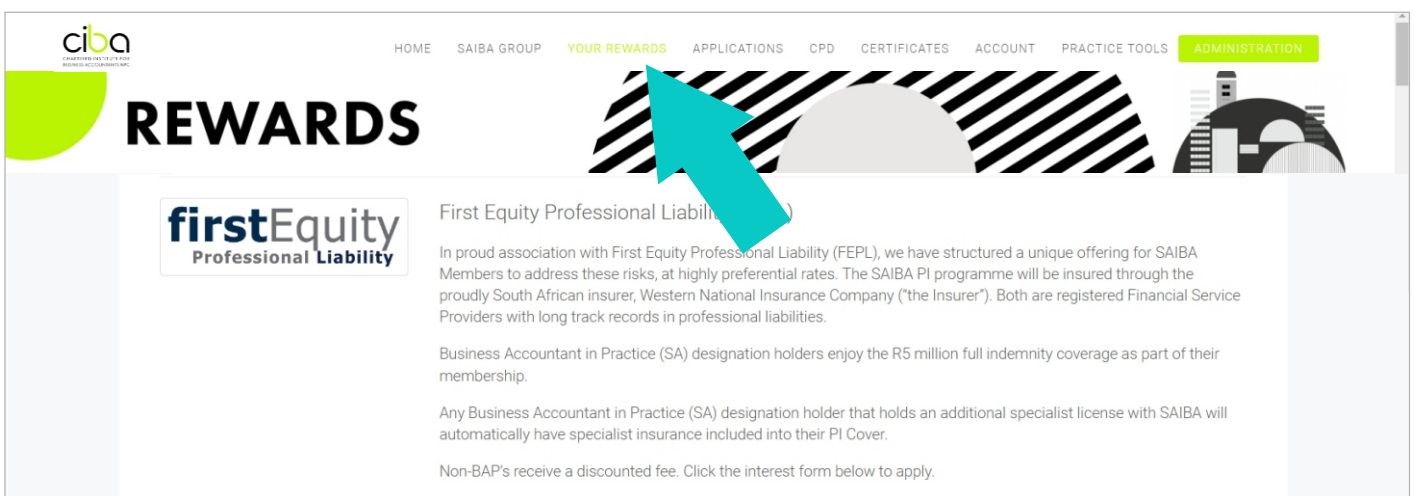 ciba
CHARTERED INSTITUTE FOR
BUSINESS ACCOUNTANTS NPC
HOME SAIBA GROUP YOUR REWARDS APPLICATIONS CPD CERTIFICATES ACCOUNT PRACTICE TOOLS ADMINISTRATION
REWARDS
firstEquity
Professional Liability
First Equity Professional )
In proud association with First Equity Professional Liability (FEPL), we have structured a unique offering for SAIBA
Members to address these risks, at highly preferential rates. The SAIBA PI programme will be insured through the
proudly South African insurer, Western National Insurance Company (“the Insurer”). Both are registered Financial Service
Providers with long track records in professional liabilities.
Business Accountant in Practice (SA) designation holders enjoy the R5 million full indemnity coverage as part of their
membership.
Any Business Accountant in Practice (SA) designation holder that holds an additional specialist license with SAIBA will
automatically have specialist insurance included into their PI Cover.
Non-BAP's receive a discounted fee. Click the interest form below to apply.